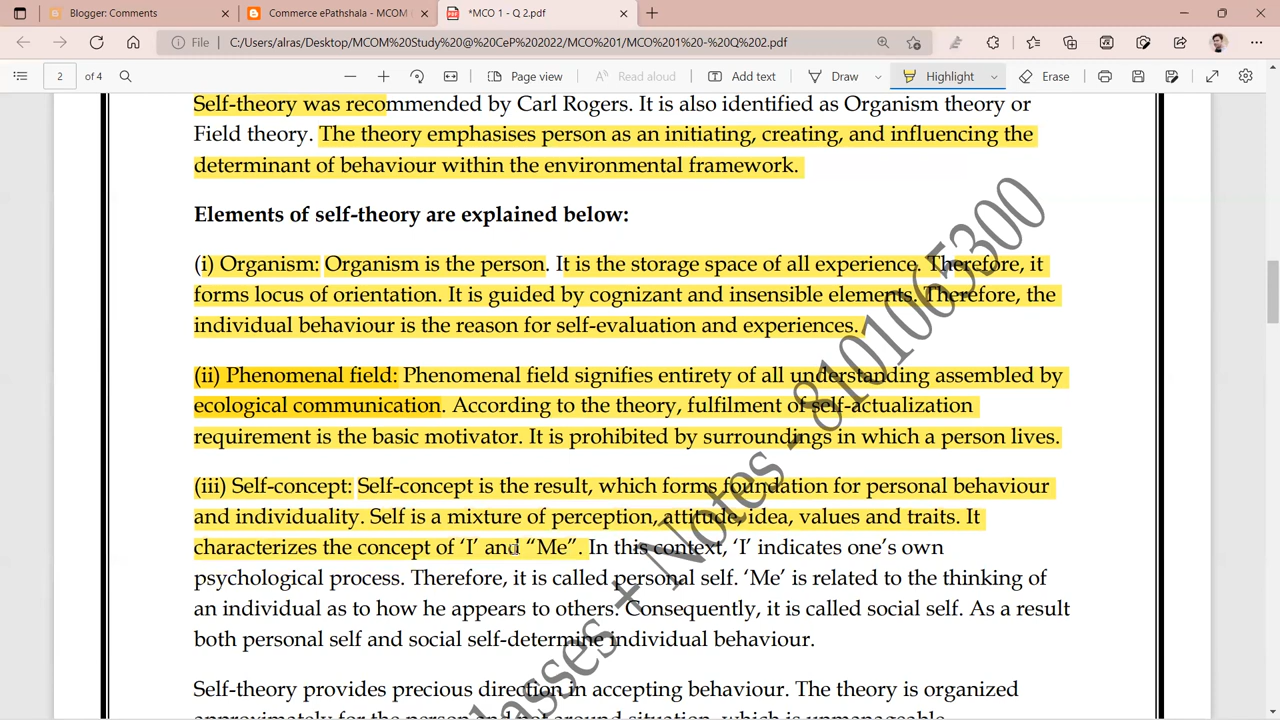 Blogger: Comments
Commerce ePathshala - MCOM
*MCO 1 - Q 2.pdf
File
C:/Users/alras/Desktop/MCOM%20Study%20@%20CeP%202022/MCO%201/MCO%201%20-%20Q%202.pdf
2 of 4
Page view
Read aloud
Add text
Draw
Highlight
Erase
Self-theory was recommended by Carl Rogers. It is also identified as Organism theory or
Field theory. The theory emphasises person as an initiating, creating, and influencing the
determinant of behaviour within the environmental framework.
Elements of self-theory are explained below:
(i) Organism: Organism is the person. It is the storage space of all experience. Therefore, it
forms locus of orientation. It is guided by cognizant and insensible elements. Therefore, the
individual behaviour is the reason for self-evaluation and experiences.
(ii) Phenomenal field: Phenomenal field signifies entirety of all understanding assembled by
ecological communication. According to the theory, fulfilment of self-actualization
requirement is the basic motivator. It is prohibited by surroundings in which a person lives.
(iii) Self-concept: Self-concept is the result, which forms foundation for personal behaviour
and individuality. Self is a mixture of perception, attitude, idea, values and traits. It
characterizes the concept of ‘I’ and “Me”. In this context, ‘I’ indicates one’s own
psychological process. Therefore, it is called personal self. ‘Me’ is related to the thinking of
an individual as to how he appears to others. Consequently, it is called social self. As a result
both personal self and social self-determine individual behaviour.
Self-theory provides precious direction in accepting behaviour. The theory is organized
approximately for the person and not around situation, which is unmanageable.
lasses + Notes - 8101065300